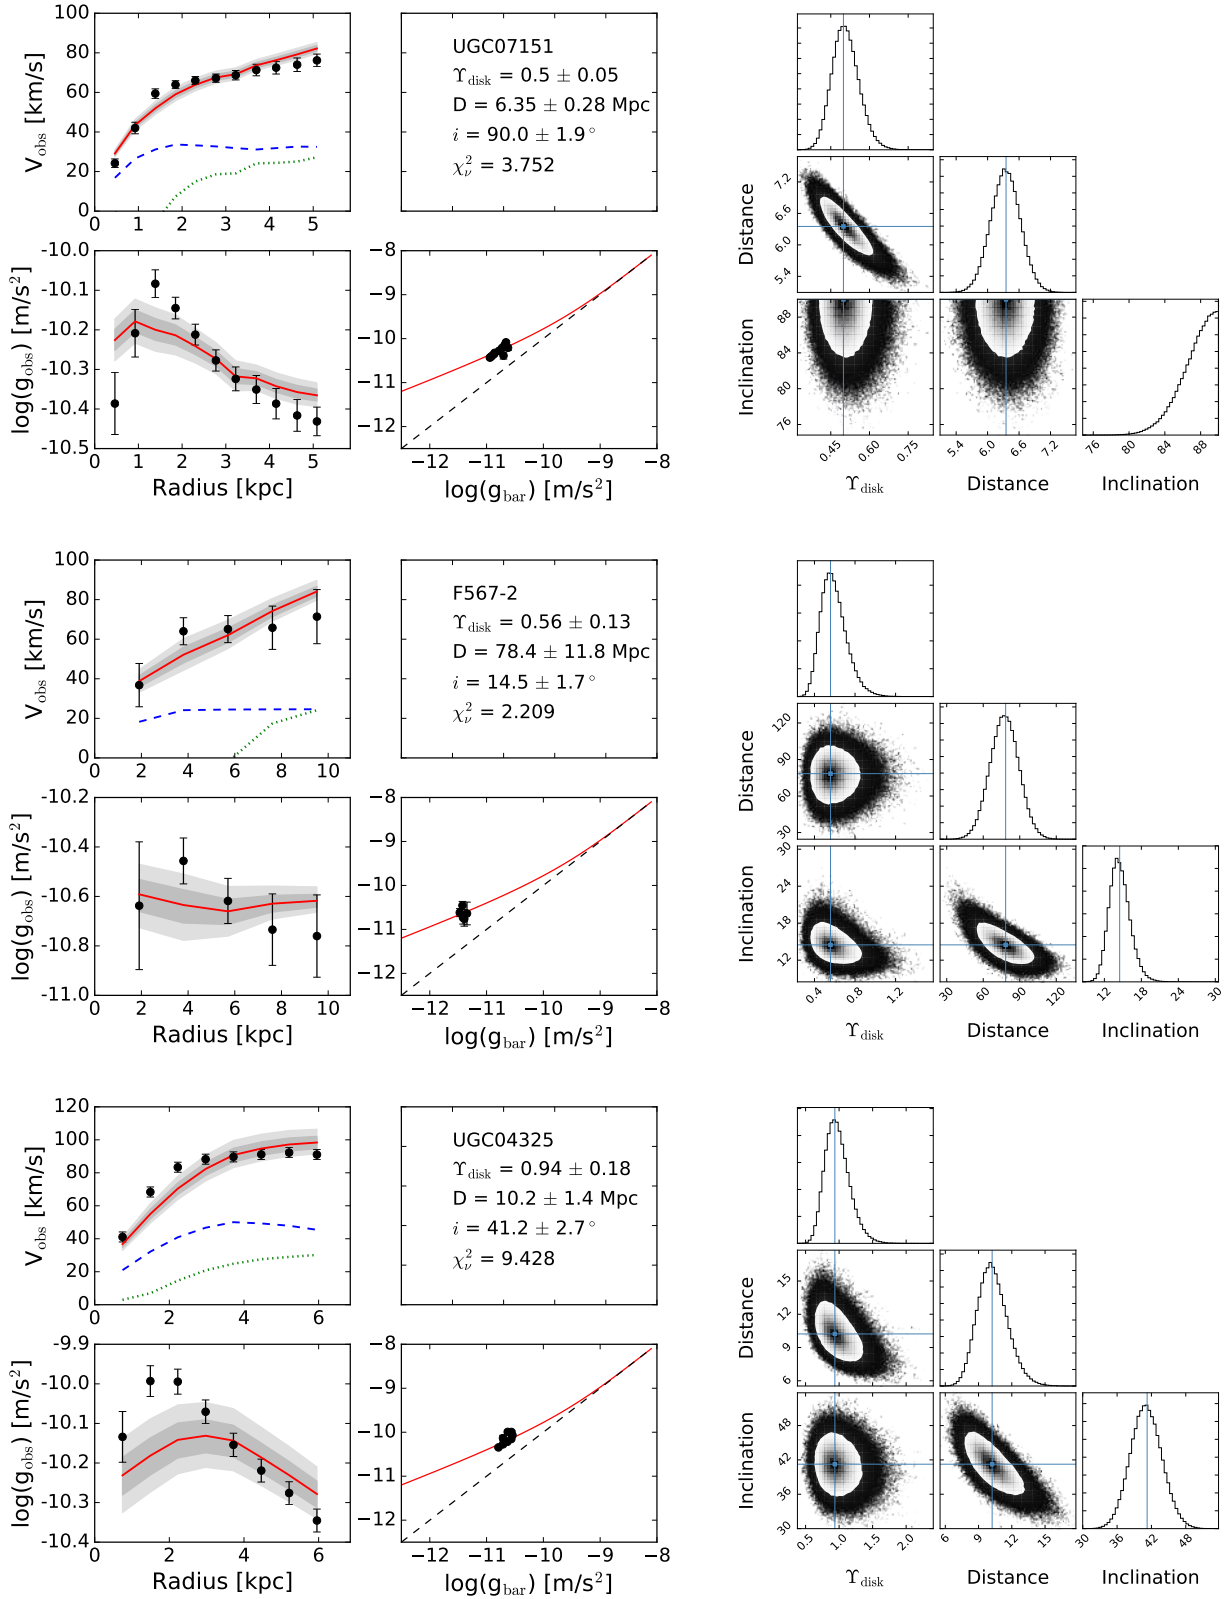 100
80
60
40
20
0
V_obs [km/s]
0 1 2 3 4 5
UGC07151
ϒ_disk = 0.5 ± 0.05
D = 6.35 ± 0.28 Mpc
i = 90.0 ± 1.9°
χ²_ν = 3.752
-10.0
-10.1
-10.2
-10.3
-10.4
-10.5
log(g_obs) [m/s²]
0 1 2 3 4 5
Radius [kpc]
−8
−9
−10
−11
−12
−12 −11 −10 −9 −8
log(g_bar) [m/s²]
7.2
6.6
6.0
5.4
Distance
88
84
80
76
Inclination
0.45 0.60 0.75
ϒ_disk
5.4 6.0 6.6 7.2
Distance
76 80 84 88
Inclination
100
80
60
40
20
0
V_obs [km/s]
0 2 4 6 8 10
F567-2
ϒ_disk = 0.56 ± 0.13
D = 78.4 ± 11.8 Mpc
i = 14.5 ± 1.7°
χ²_ν = 2.209
-10.2
-10.4
-10.6
-10.8
-11.0
log(g_obs) [m/s²]
0 2 4 6 8 10
Radius [kpc]
−8
−9
−10
−11
−12
−12 −11 −10 −9 −8
log(g_bar) [m/s²]
120
90
60
30
Distance
30
24
18
12
Inclination
0.4 0.8 1.2
ϒ_disk
30 60 90 120
Distance
12 18 24 30
Inclination
120
100
80
60
40
20
0
V_obs [km/s]
0 2 4 6
UGC04325
ϒ_disk = 0.94 ± 0.18
D = 10.2 ± 1.4 Mpc
i = 41.2 ± 2.7°
χ²_ν = 9.428
-9.9
-10.0
-10.1
-10.2
-10.3
-10.4
log(g_obs) [m/s²]
0 2 4 6
Radius [kpc]
−8
−9
−10
−11
−12
−12 −11 −10 −9 −8
log(g_bar) [m/s²]
15
12
9
6
Distance
48
42
36
30
Inclination
0.5 1.0 1.5 2.0
ϒ_disk
6 9 12 15
Distance
30 36 42 48
Inclination